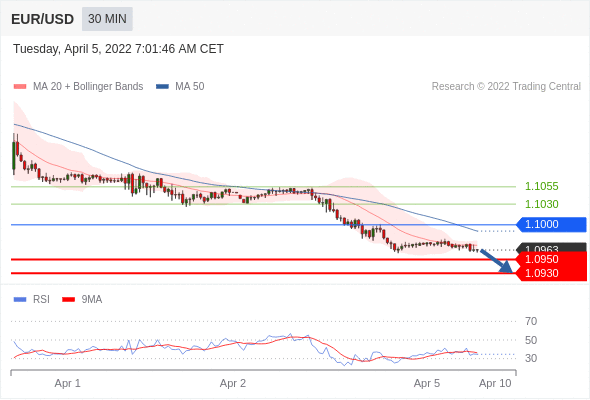 EUR/USD 30 MIN
Tuesday, April 5, 2022 7:01:46 AM CET
MA 20 + Bollinger Bands MA 50 Research © 2022 Trading Central
1.1055
1.1030
1.1000
1.0963
1.0950
1.0930
RSI 9MA
70
50
30
Apr 1 Apr 2 Apr 5 Apr 10